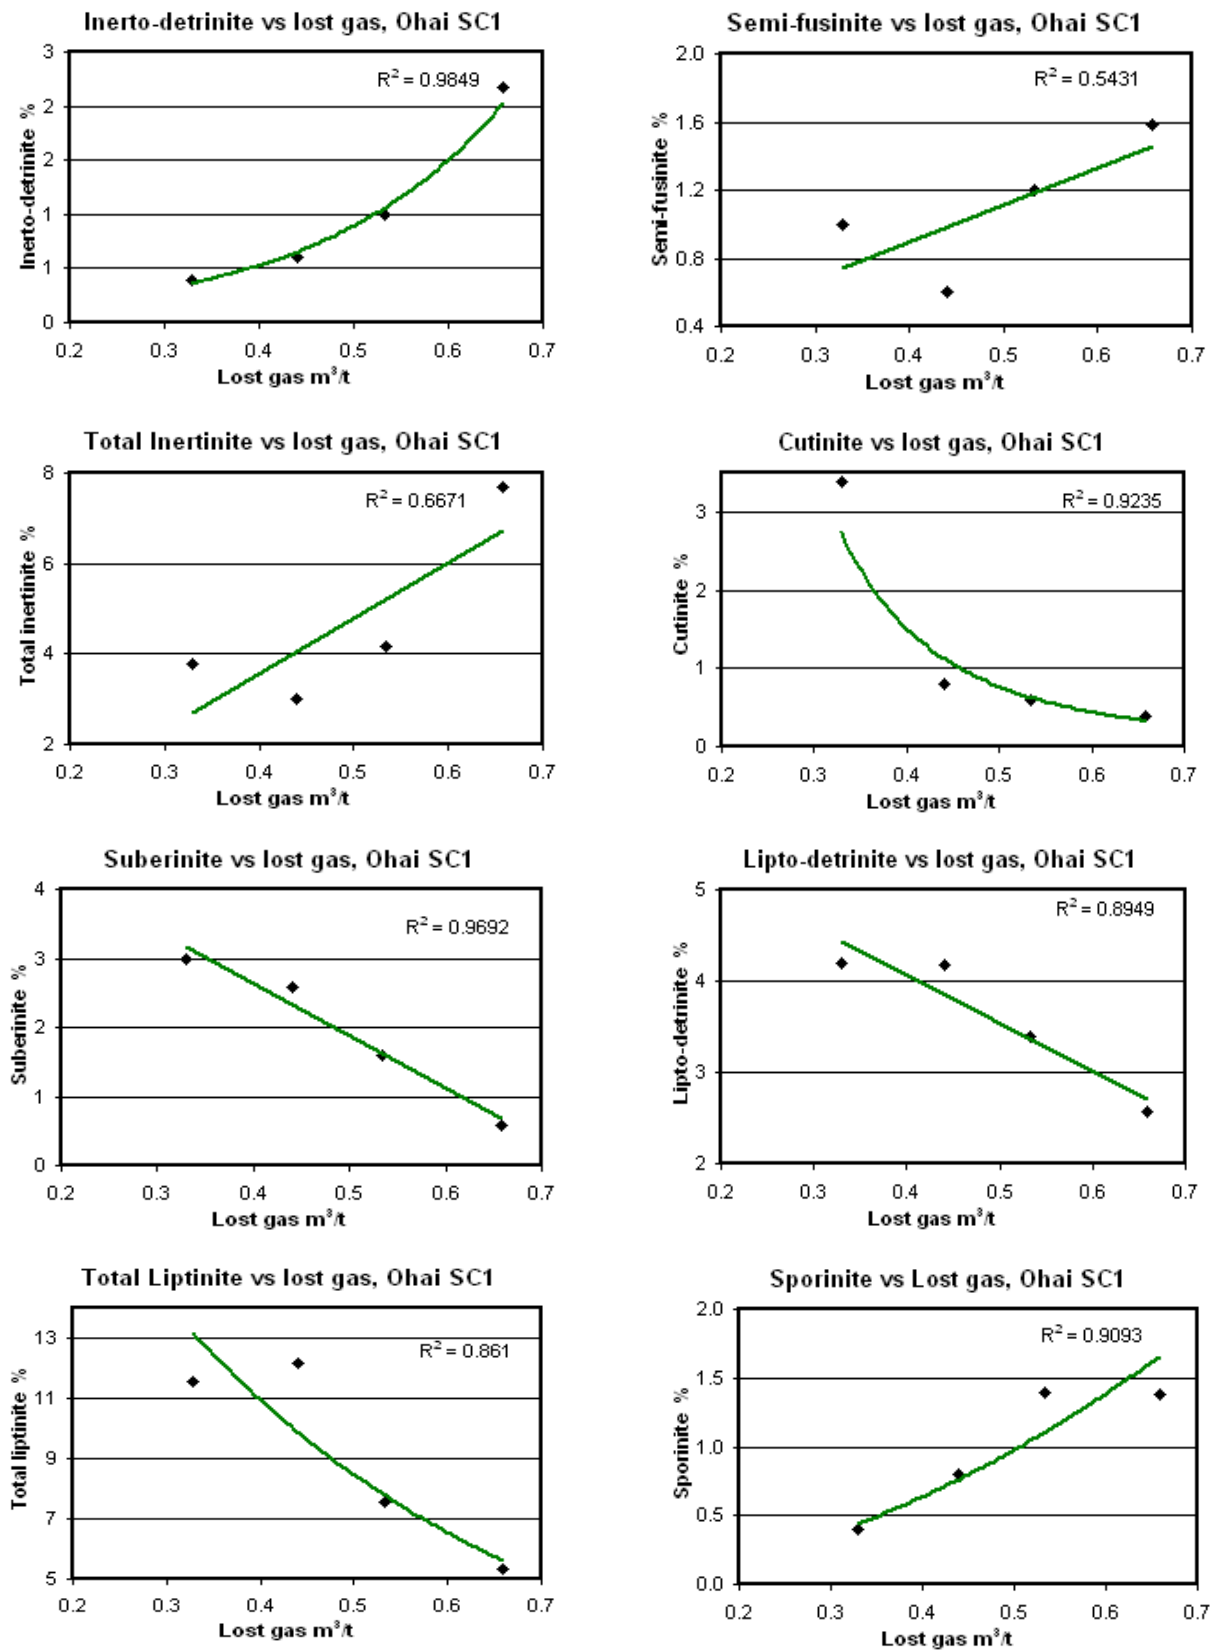 Inerto-detrinite vs lost gas, Ohai SC1
R² = 0.9849
Inerto-detrinite %
3
2
2
1
1
0
0.2 0.3 0.4 0.5 0.6 0.7
Lost gas m³/t
Semi-fusinite vs lost gas, Ohai SC1
R² = 0.5431
Semi-fusinite %
2.0
1.6
1.2
0.8
0.4
0.2 0.3 0.4 0.5 0.6 0.7
Lost gas m³/t
Total Inertinite vs lost gas, Ohai SC1
R² = 0.6671
Total inertinite %
8
6
4
2
0.2 0.3 0.4 0.5 0.6 0.7
Lost gas m³/t
Cutinite vs lost gas, Ohai SC1
R² = 0.9235
Cutinite %
3
2
1
0
0.2 0.3 0.4 0.5 0.6 0.7
Lost gas m³/t
Suberinite vs lost gas, Ohai SC1
R² = 0.9692
Suberinite %
4
3
2
1
0
0.2 0.3 0.4 0.5 0.6 0.7
Lost gas m³/t
Lipto-detrinite vs lost gas, Ohai SC1
R² = 0.8949
Lipto-detrinite %
5
4
3
2
0.2 0.3 0.4 0.5 0.6 0.7
Lost gas m³/t
Total Liptinite vs lost gas, Ohai SC1
R² = 0.861
Total liptinite %
13
11
9
7
5
0.2 0.3 0.4 0.5 0.6 0.7
Lost gas m³/t
Sporinite vs Lost gas, Ohai SC1
R² = 0.9093
Sporinite %
2.0
1.5
1.0
0.5
0.0
0.2 0.3 0.4 0.5 0.6 0.7
Lost gas m³/t